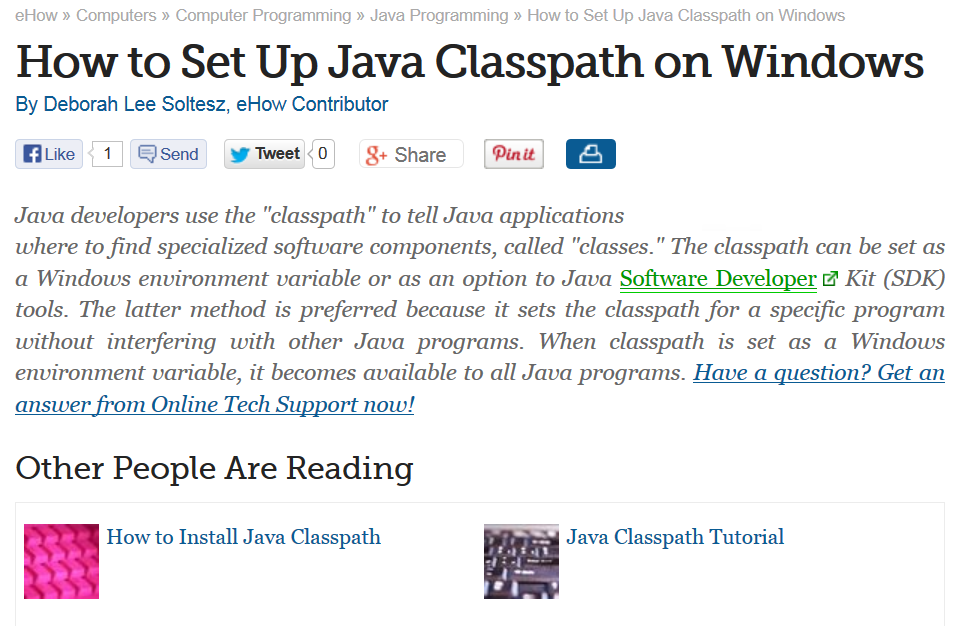 eHow » Computers » Computer Programming » Java Programming » How to Set Up Java Classpath on Windows
How to Set Up Java Classpath on Windows
By Deborah Lee Soltesz, eHow Contributor
Like 1 Send Tweet 0 g+ Share Pin it
Java developers use the "classpath" to tell Java applications
where to find specialized software components, called "classes." The classpath can be set as
a Windows environment variable or as an option to Java Software Developer Kit (SDK)
tools. The latter method is preferred because it sets the classpath for a specific program
without interfering with other Java programs. When classpath is set as a Windows
environment variable, it becomes available to all Java programs. Have a question? Get an
answer from Online Tech Support now!
Other People Are Reading
How to Install Java Classpath Java Classpath Tutorial